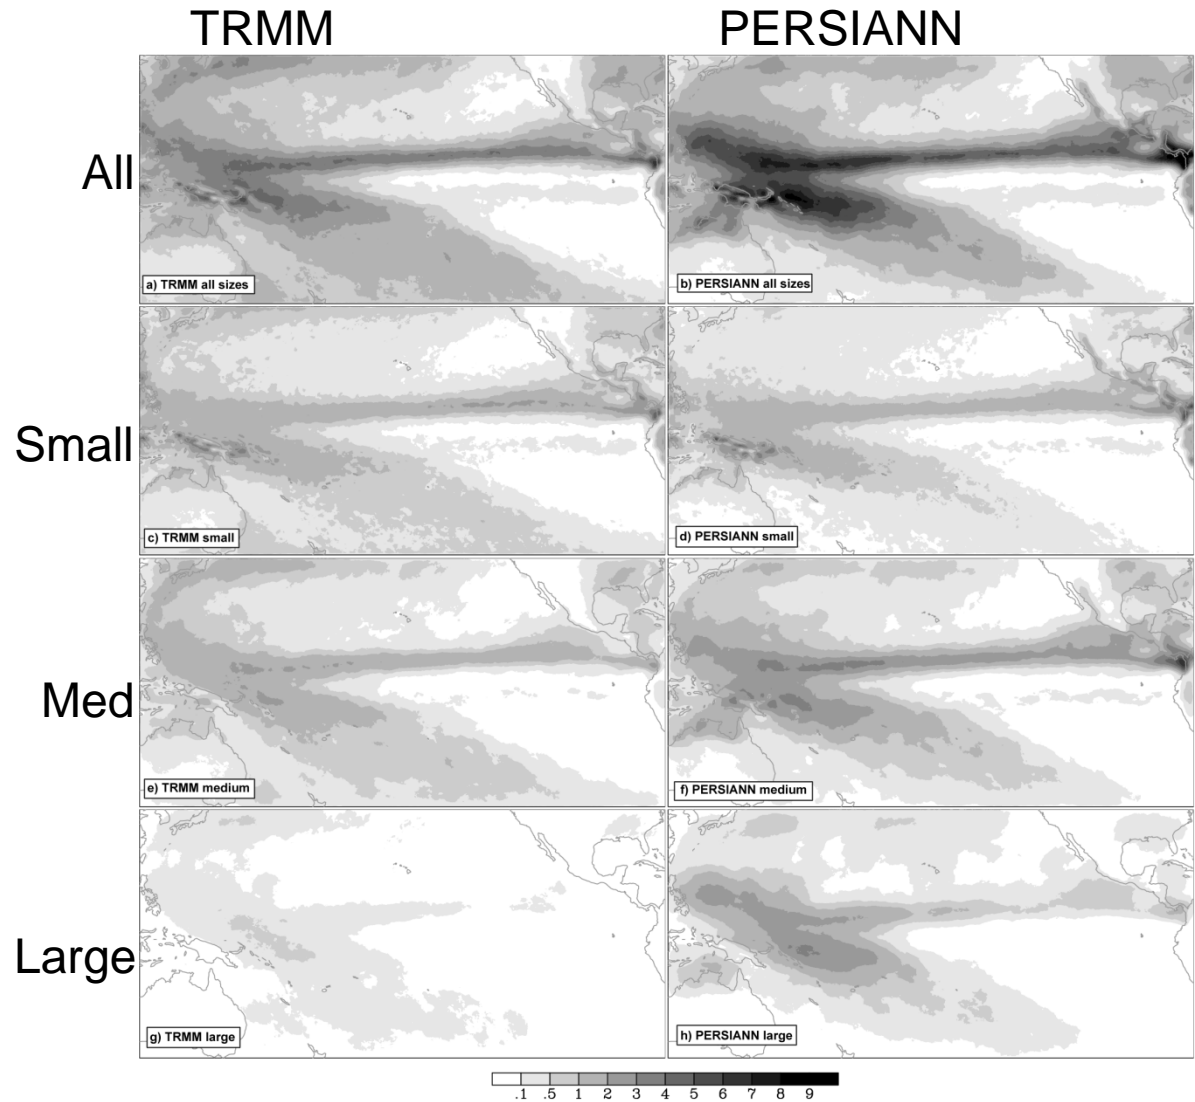 TRMM PERSIANN
All
a) TRMM all sizes
b) PERSIANN all sizes
Small
c) TRMM small
d) PERSIANN small
Med
e) TRMM medium
f) PERSIANN medium
Large
g) TRMM large
h) PERSIANN large
.1 .5 1 2 3 4 5 6 7 8 9